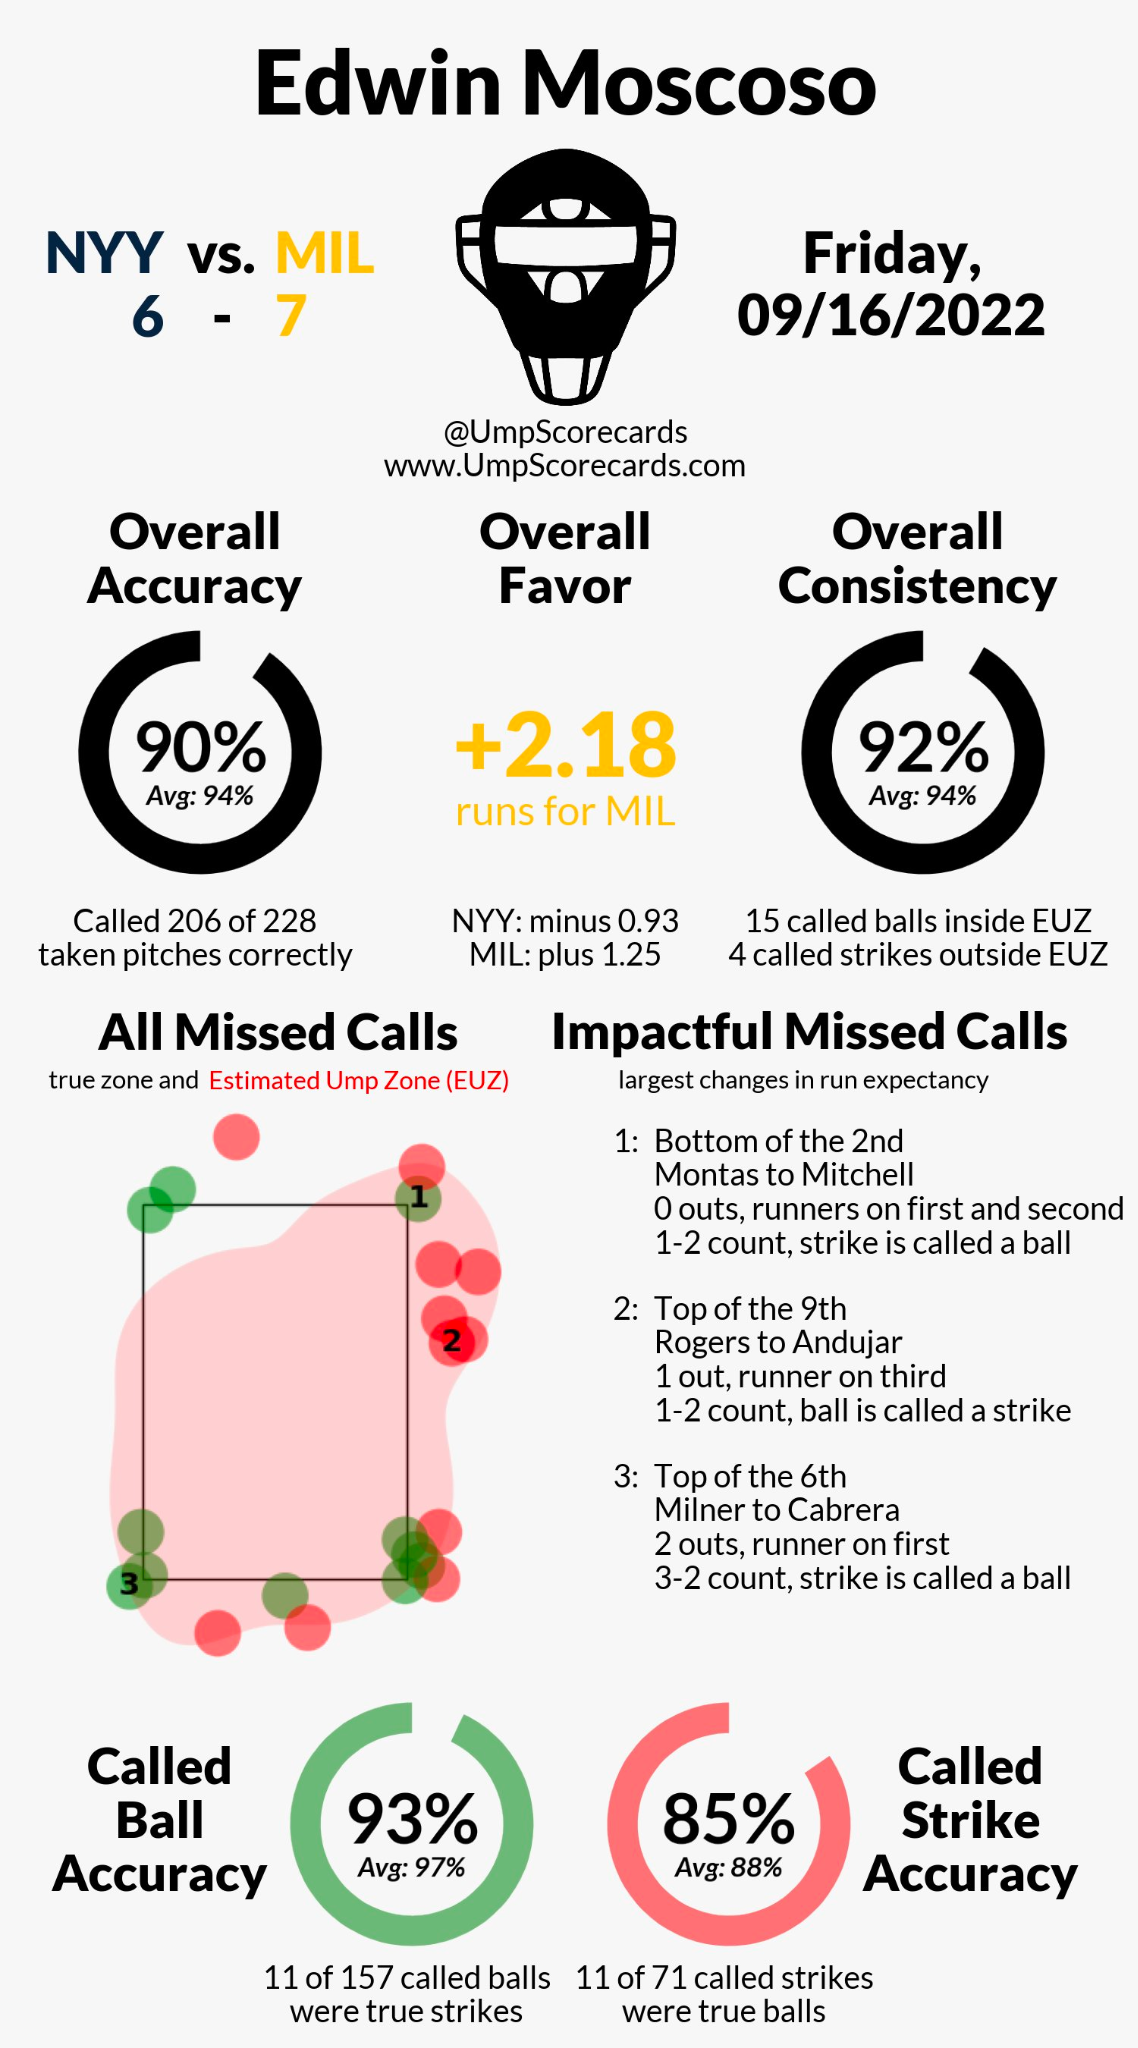 Edwin Moscoso
NYY vs. MIL
6 - 7
Friday,
09/16/2022
@UmpScorecards
www.UmpScorecards.com
Overall
Accuracy
90%
Avg: 94%
Called 206 of 228
taken pitches correctly
Overall
Favor
+2.18
runs for MIL
NYY: minus 0.93
MIL: plus 1.25
Overall
Consistency
92%
Avg: 94%
15 called balls inside EUZ
4 called strikes outside EUZ
All Missed Calls
true zone and Estimated Ump Zone (EUZ)
1
2
3
Impactful Missed Calls
largest changes in run expectancy
1: Bottom of the 2nd
Montas to Mitchell
0 outs, runners on first and second
1-2 count, strike is called a ball
2: Top of the 9th
Rogers to Andujar
1 out, runner on third
1-2 count, ball is called a strike
3: Top of the 6th
Milner to Cabrera
2 outs, runner on first
3-2 count, strike is called a ball
Called
Ball
Accuracy
93%
Avg: 97%
11 of 157 called balls
were true strikes
85%
Avg: 88%
11 of 71 called strikes
were true balls
Called
Strike
Accuracy